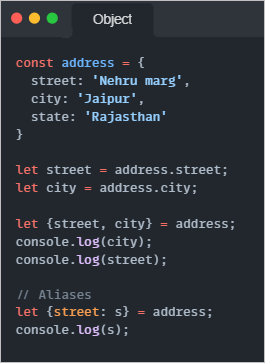 Object
const address = {
  street: 'Nehru marg',
  city: 'Jaipur',
  state: 'Rajasthan'
}
let street = address.street;
let city = address.city;
let {street, city} = address;
console.log(city);
console.log(street);
// Aliases
let {street: s} = address;
console.log(s);